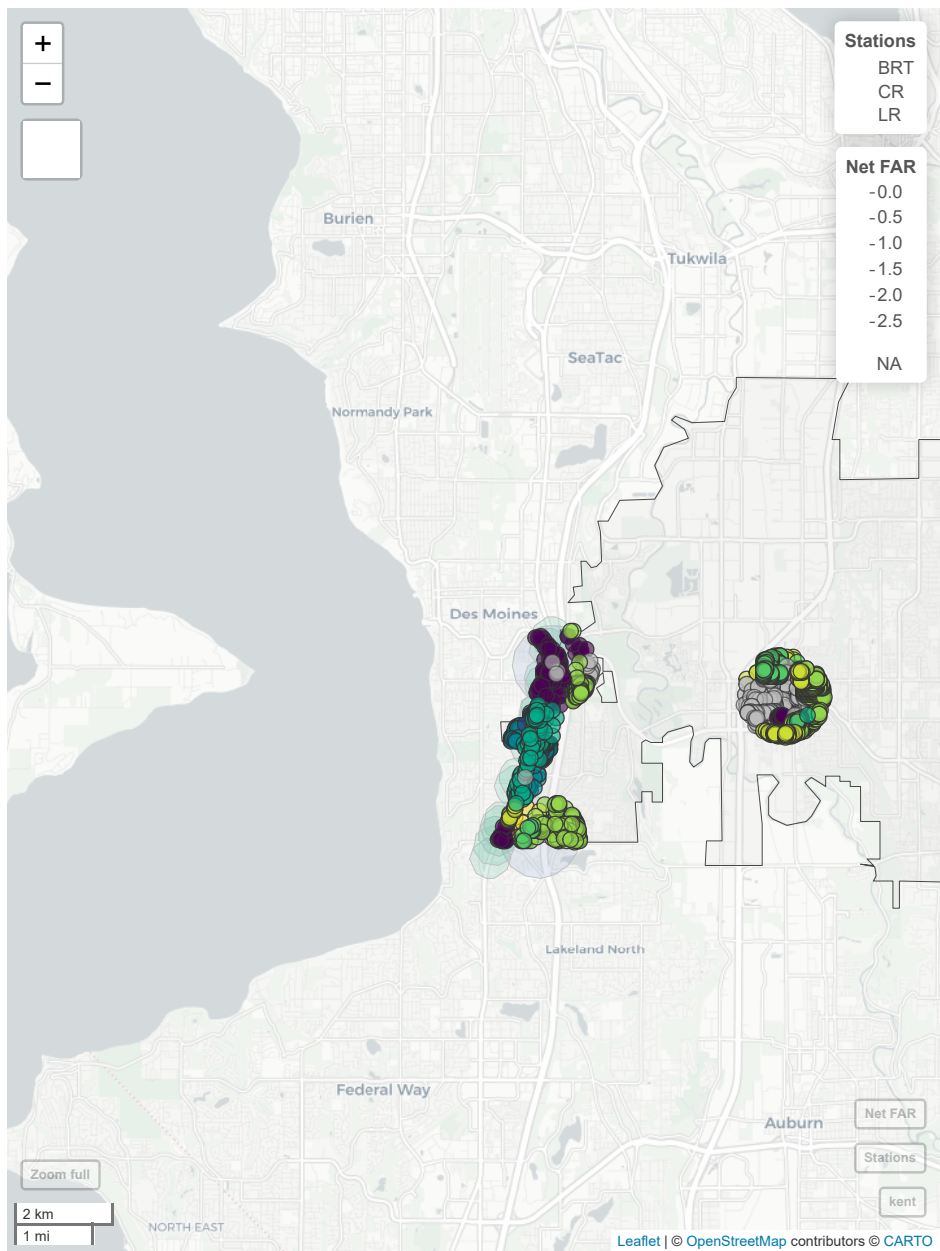 +
−
Stations
BRT
CR
LR
Net FAR
-0.0
-0.5
-1.0
-1.5
-2.0
-2.5
NA
Burien
Tukwila
SeaTac
Normandy Park
Des Moines
Lakeland North
Federal Way
Auburn
Net FAR
Stations
Zoom full
kent
2 km
1 mi
NORTH EAST
Leaflet | © OpenStreetMap contributors © CARTO